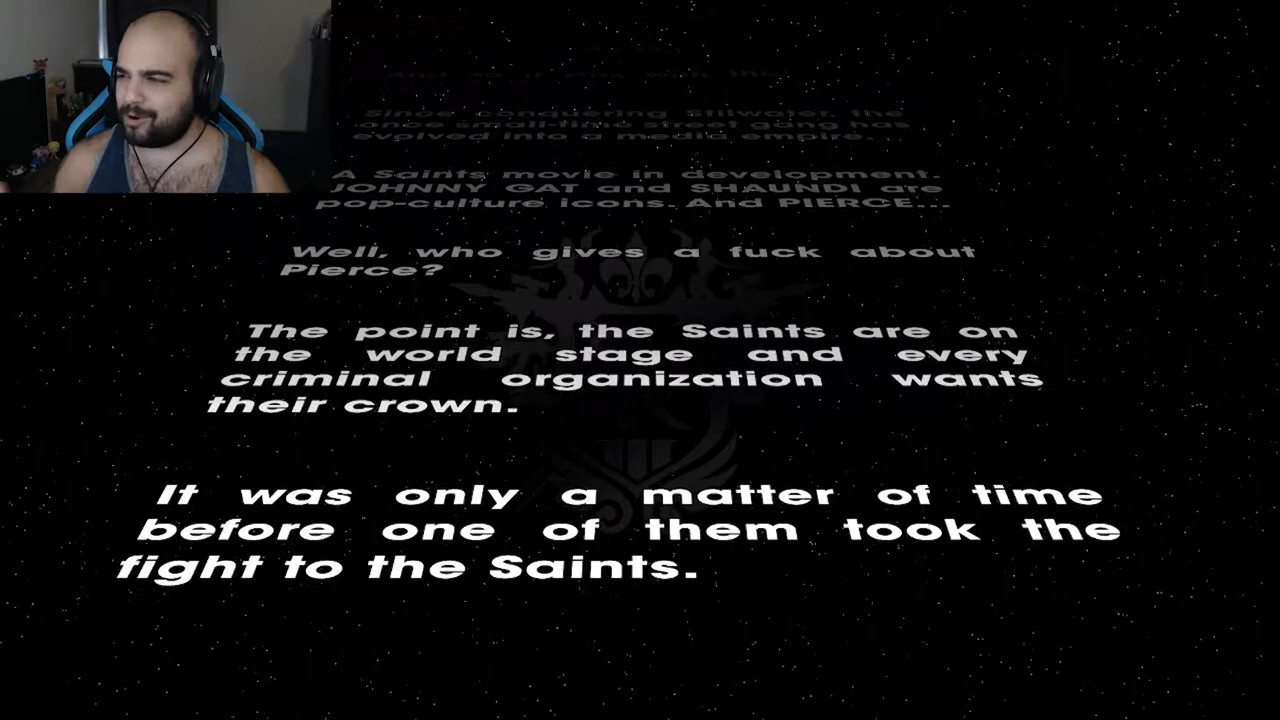 Since conquering Stilwater, the
once small-time street gang has
evolved into a media empire.
A Saints movie in development.
JOHNNY GAT and SHAUNDI are
pop-culture icons. And PIERCE...
Well, who gives a fuck about
Pierce?
The point is, the Saints are on
the world stage and every
criminal organization wants
their crown.
It was only a matter of time
before one of them took the
fight to the Saints.